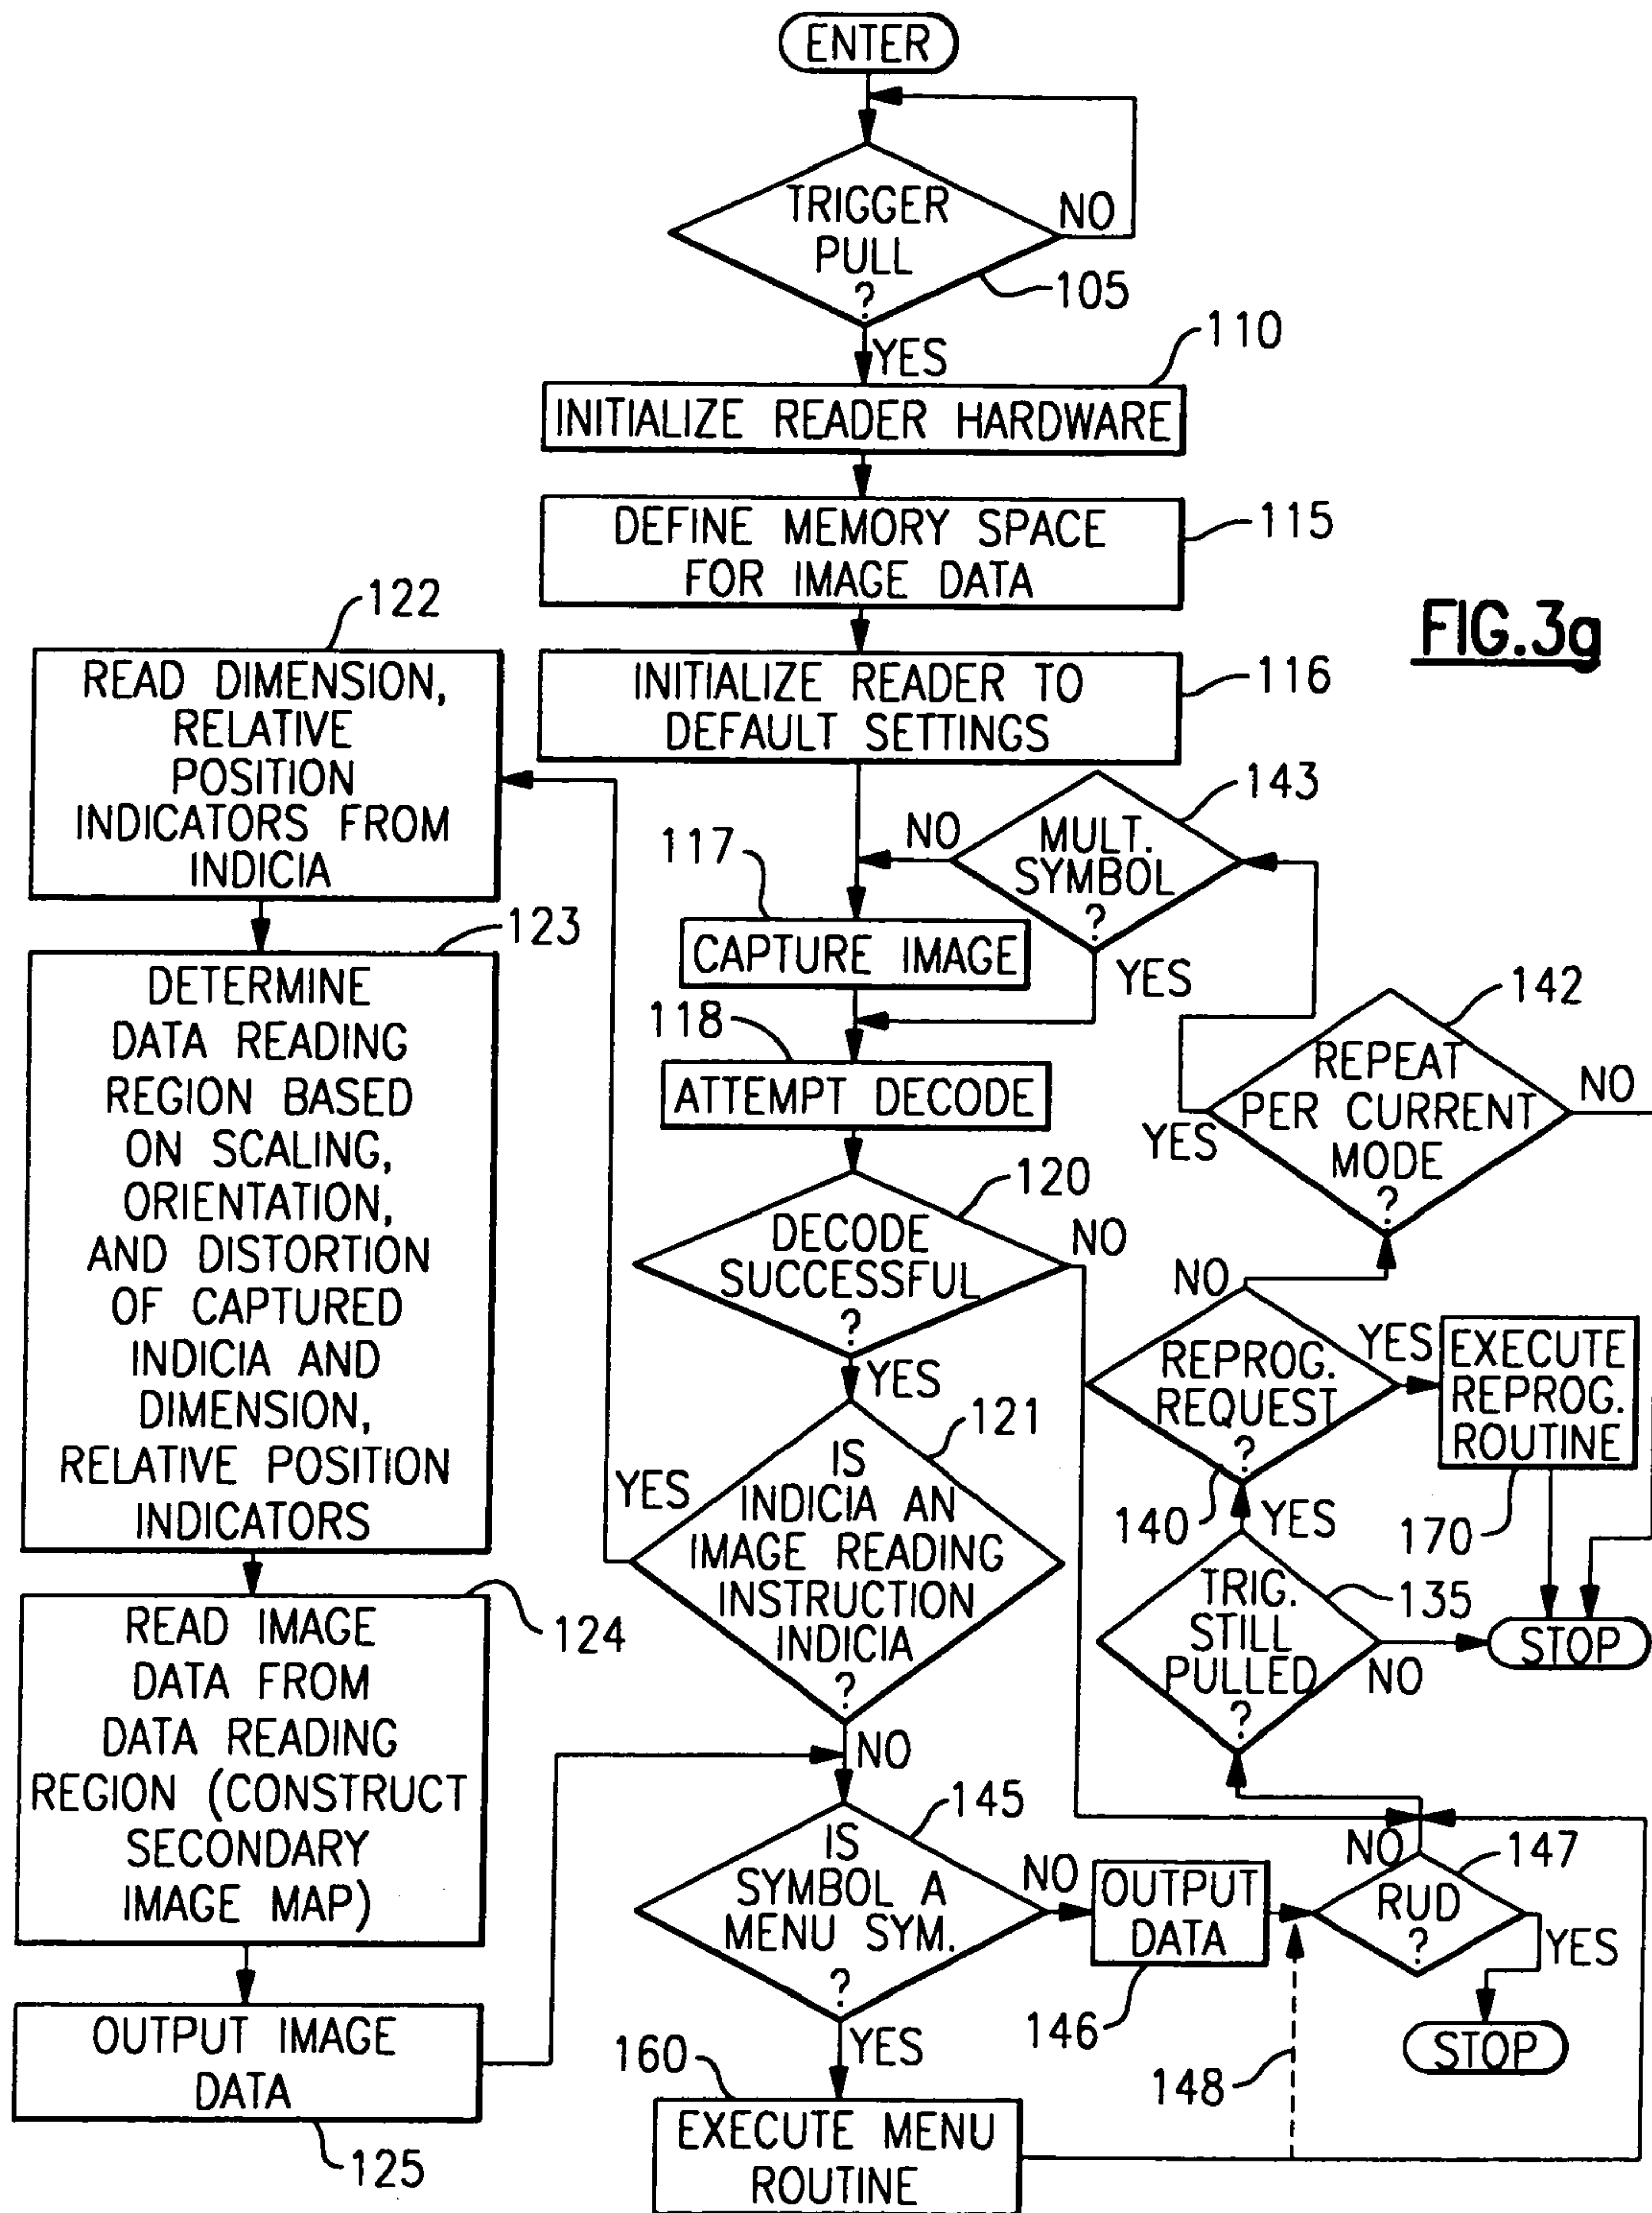 ENTER
TRIGGER
PULL
?
NO
105
YES
110
INITIALIZE READER HARDWARE
DEFINE MEMORY SPACE
FOR IMAGE DATA
115
FIG.3g
INITIALIZE READER TO
DEFAULT SETTINGS
116
122
READ DIMENSION,
RELATIVE
POSITION
INDICATORS FROM
INDICIA
123
DETERMINE
DATA READING
REGION BASED
ON SCALING,
ORIENTATION,
AND DISTORTION
OF CAPTURED
INDICIA AND
DIMENSION,
RELATIVE POSITION
INDICATORS
READ IMAGE
DATA FROM
DATA READING
REGION (CONSTRUCT
SECONDARY
IMAGE MAP)
124
OUTPUT IMAGE
DATA
125
143
MULT.
SYMBOL
?
NO
YES
117
CAPTURE IMAGE
118
ATTEMPT DECODE
120
DECODE
SUCCESSFUL
?
NO
YES
121
IS
INDICIA AN
IMAGE READING
INSTRUCTION
INDICIA
?
YES
NO
142
REPEAT
PER CURRENT
MODE
?
NO
YES
NO
REPROG.
REQUEST
?
YES
140
EXECUTE
REPROG.
ROUTINE
170
YES
TRIG.
STILL
PULLED
?
135
NO
STOP
145
IS
SYMBOL A
MENU SYM.
?
NO
YES
OUTPUT
DATA
146
NO
147
RUD
?
YES
STOP
148
160
EXECUTE MENU
ROUTINE